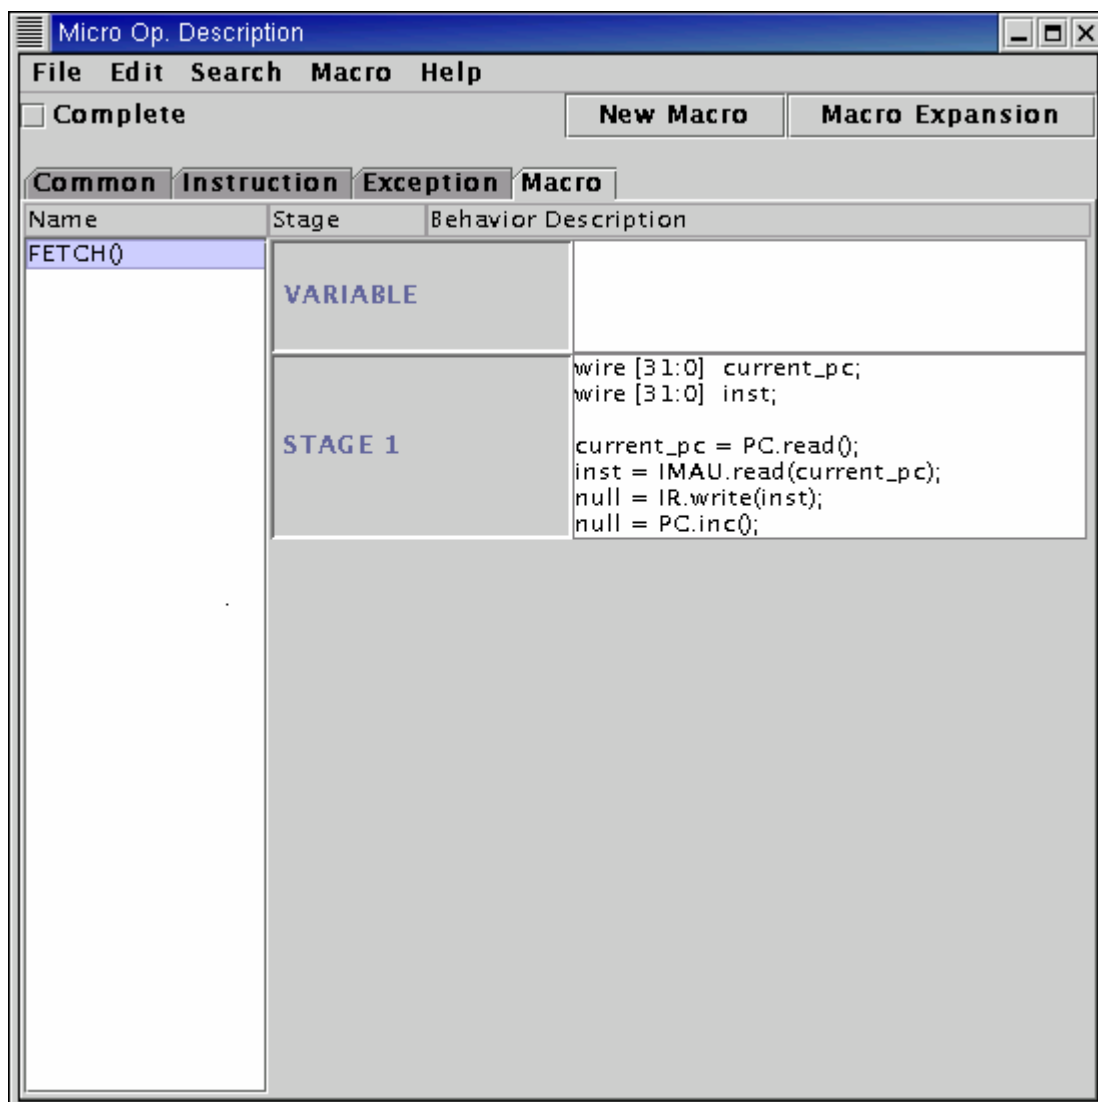 Micro Op. Description
File Edit Search Macro Help
Complete
New Macro Macro Expansion
Common Instruction Exception Macro
Name Stage Behavior Description
FETCH()
VARIABLE
STAGE 1
wire [31:0] current_pc;
wire [31:0] inst;
current_pc = PC.read();
inst = IMAU.read(current_pc);
null = IR.write(inst);
null = PC.inc();